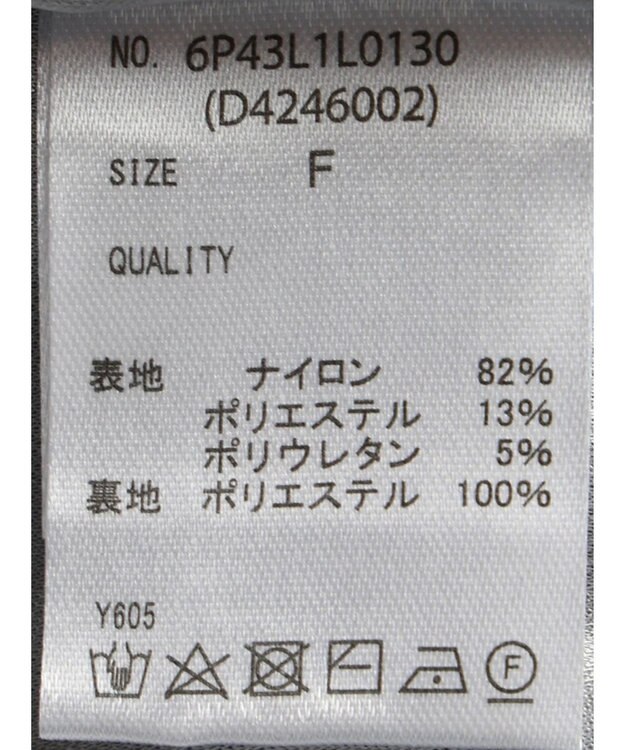 NO. 6P43L1L0130
(D4246002)
SIZE F
QUALITY
表地 ナイロン 82%
ポリエステル 13%
ポリウレタン 5%
裏地 ポリエステル 100%
Y605
F